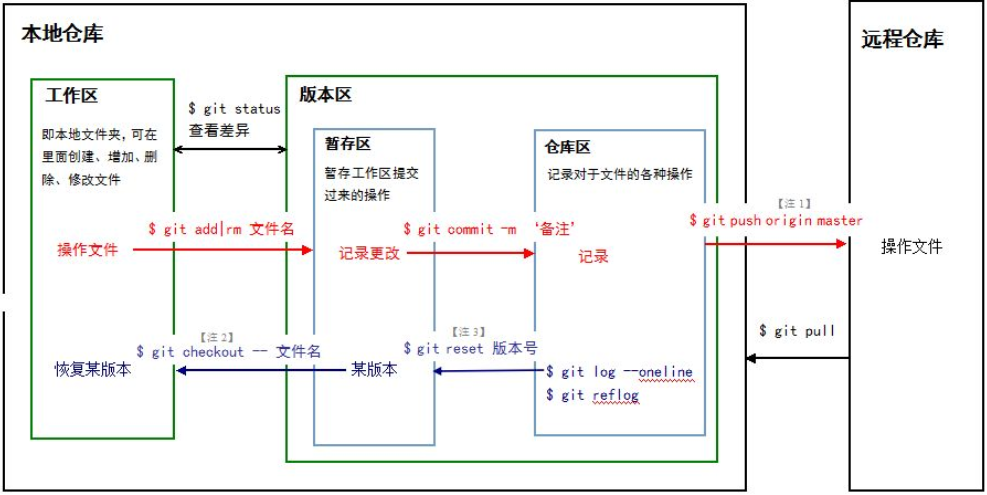 本地仓库
远程仓库
工作区
即本地文件夹，可在
里面创建、增加、删
除、修改文件
$ git status
查看差异
版本区
暂存区
暂存工作区提交
过来的操作
仓库区
记录对于文件的各种操作
操作文件
$ git add|rm 文件名
记录更改
$ git commit -m ‘备注’
记录
【注1】
$ git push origin master
操作文件
恢复某版本
【注2】
$ git checkout -- 文件名
某版本
【注3】
$ git reset 版本号
$ git log --oneline
$ git reflog
$ git pull